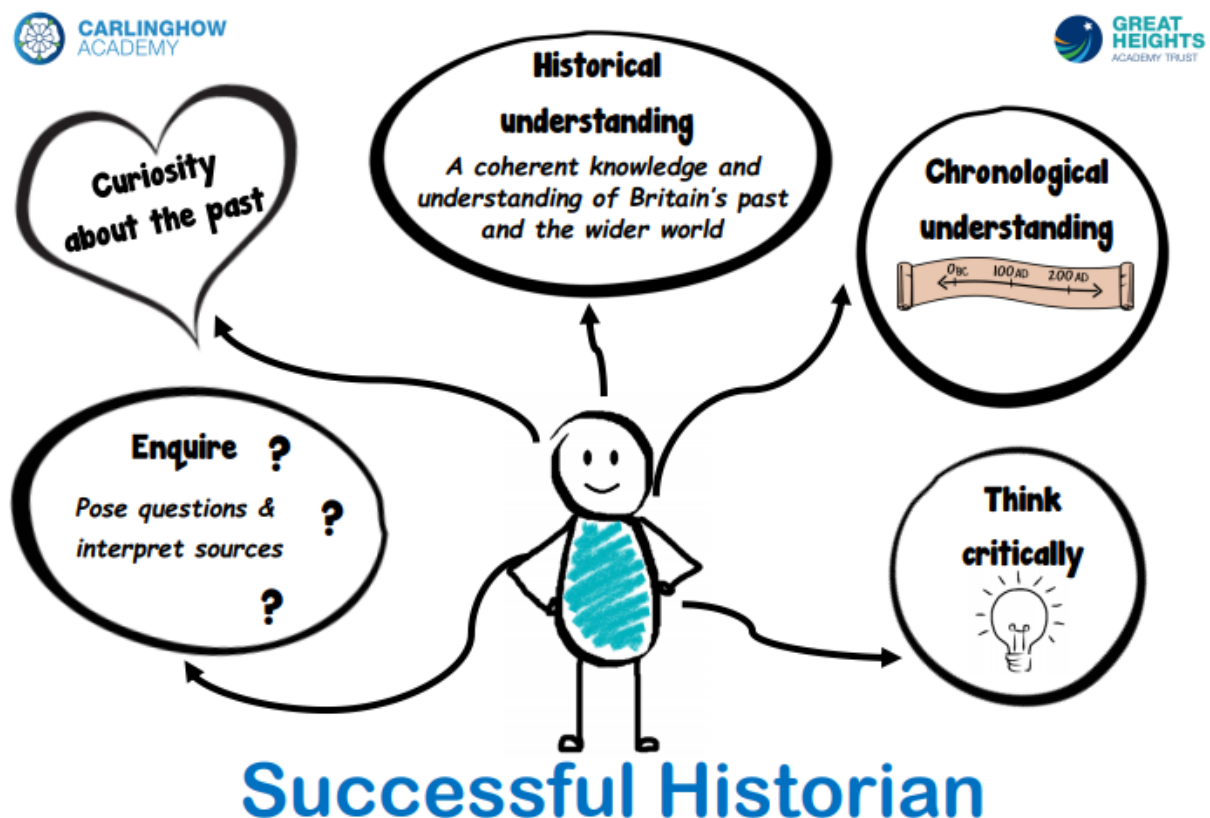 CARLINGHOW
ACADEMY
GREAT
HEIGHTS
ACADEMY TRUST
Curiosity
about the past
Historical
understanding
A coherent knowledge and
understanding of Britain's past
and the wider world
Chronological
understanding
0BC 100AD 200AD
Enquire ?
Pose questions & ?
interpret sources
?
Think
critically
Successful Historian